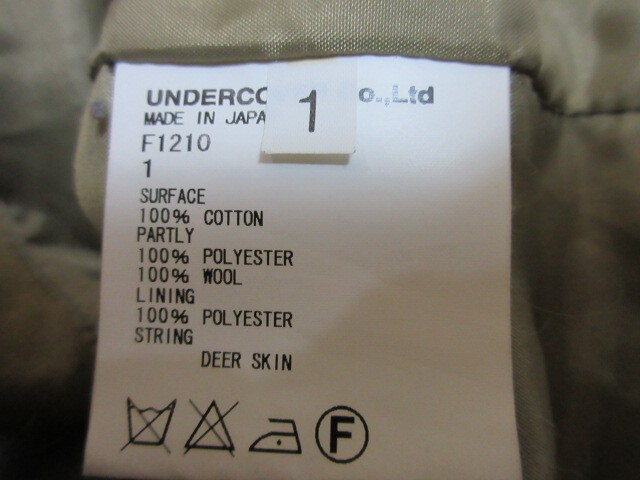 UNDERCO 1 o.,Ltd
MADE IN JAPA
F1210
1
SURFACE
100% COTTON
PARTLY
100% POLYESTER
100% WOOL
LINING
100% POLYESTER
STRING
DEER SKIN
F